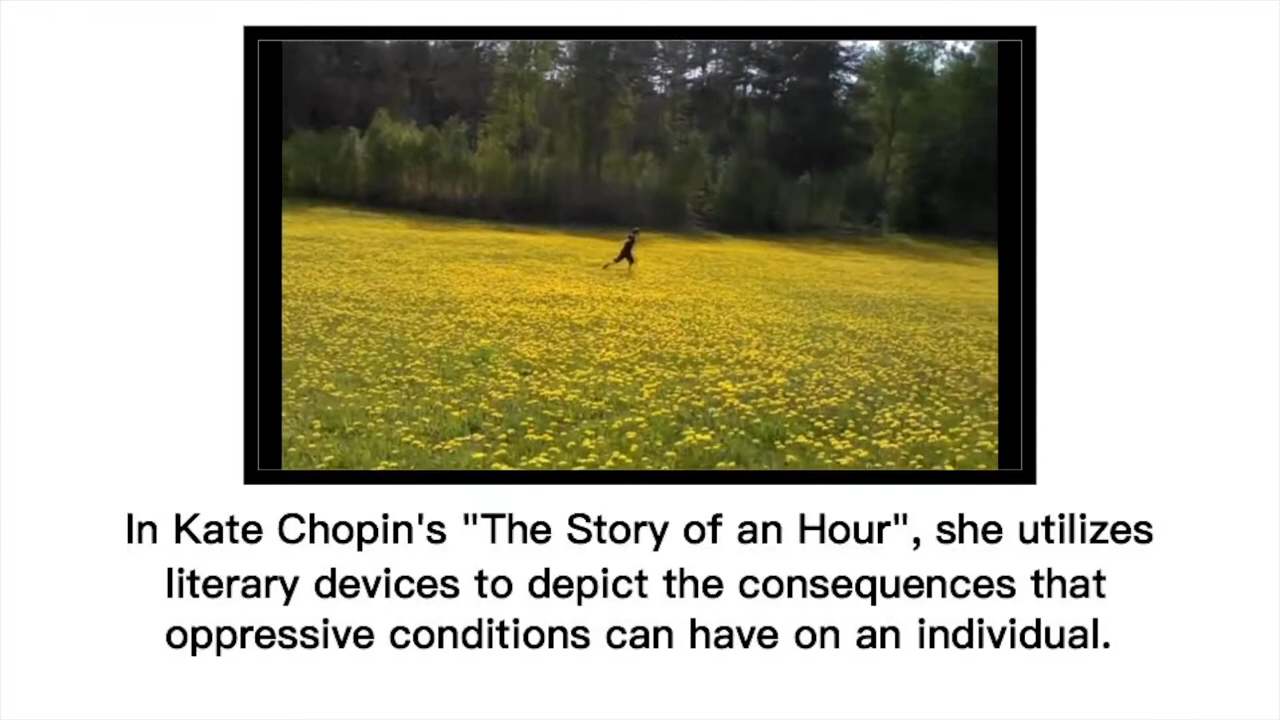 In Kate Chopin's "The Story of an Hour", she utilizes
literary devices to depict the consequences that
oppressive conditions can have on an individual.